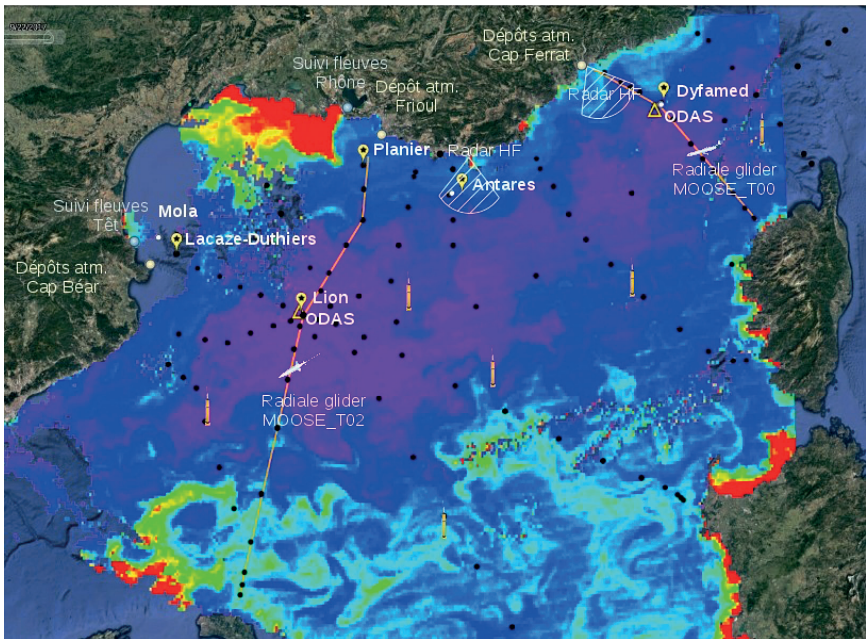 Dépôts atm.
Cap Ferrat
Suivi fleuves
Rhône
Dépôt atm.
Frioul
Radar HF
Dyfamed
ODAS
Planier
Radar HF
Antares
Radiale glider
MOOSE_T00
Mola
Suivi fleuves
Têt
Lacaze-Duthiers
Dépôts atm.
Cap Béar
Lion
ODAS
Radiale glider
MOOSE_T02